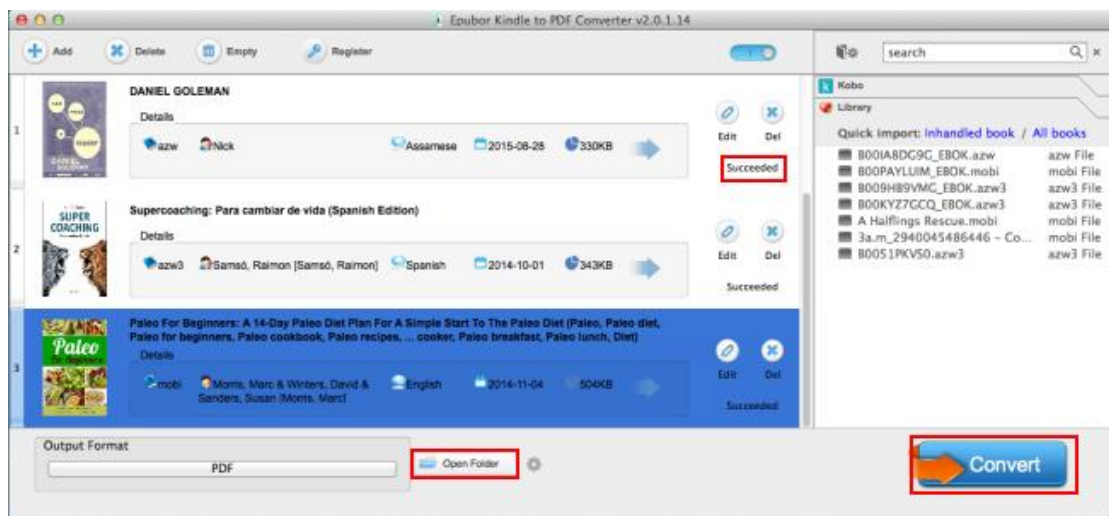 Epubor Kindle to PDF Converter v2.0.1.14
Add Delete Empty Register
search
Kobo
Library
Quick import: Inhandled book / All books
B00IA8DG9G_EBOK.azw azw File
B00PAYLUIM_EBOK.mobi mobi File
B009H89VMG_EBOK.azw3 azw3 File
B00KYZ7GCQ_EBOK.azw3 azw3 File
A Halflings Rescue.mobi mobi File
3a.m_2940045486446 – Co... mobi File
B0051PKVS0.azw3 azw3 File
1
DANIEL GOLEMAN
Details
azw Nick Assamese 2015-08-28 330KB
Edit Del
Succeeded
2
SUPER
COACHING
Supercoaching: Para cambiar de vida (Spanish Edition)
Details
azw3 Samsó, Raimon [Samsó, Raimon] Spanish 2014-10-01 343KB
Edit Del
Succeeded
3
Paleo
for Beginners
Paleo For Beginners: A 14-Day Paleo Diet Plan For A Simple Start To The Paleo Diet (Paleo, Paleo diet,
Paleo for beginners, Paleo cookbook, Paleo recipes, ... cooker, Paleo breakfast, Paleo lunch, Diet)
Details
mobi Morris, Marc & Winters, David & English 2014-11-04 504KB
Sanders, Susan [Morris, Marc]
Edit Del
Succeeded
Output Format
PDF
Open Folder
Convert